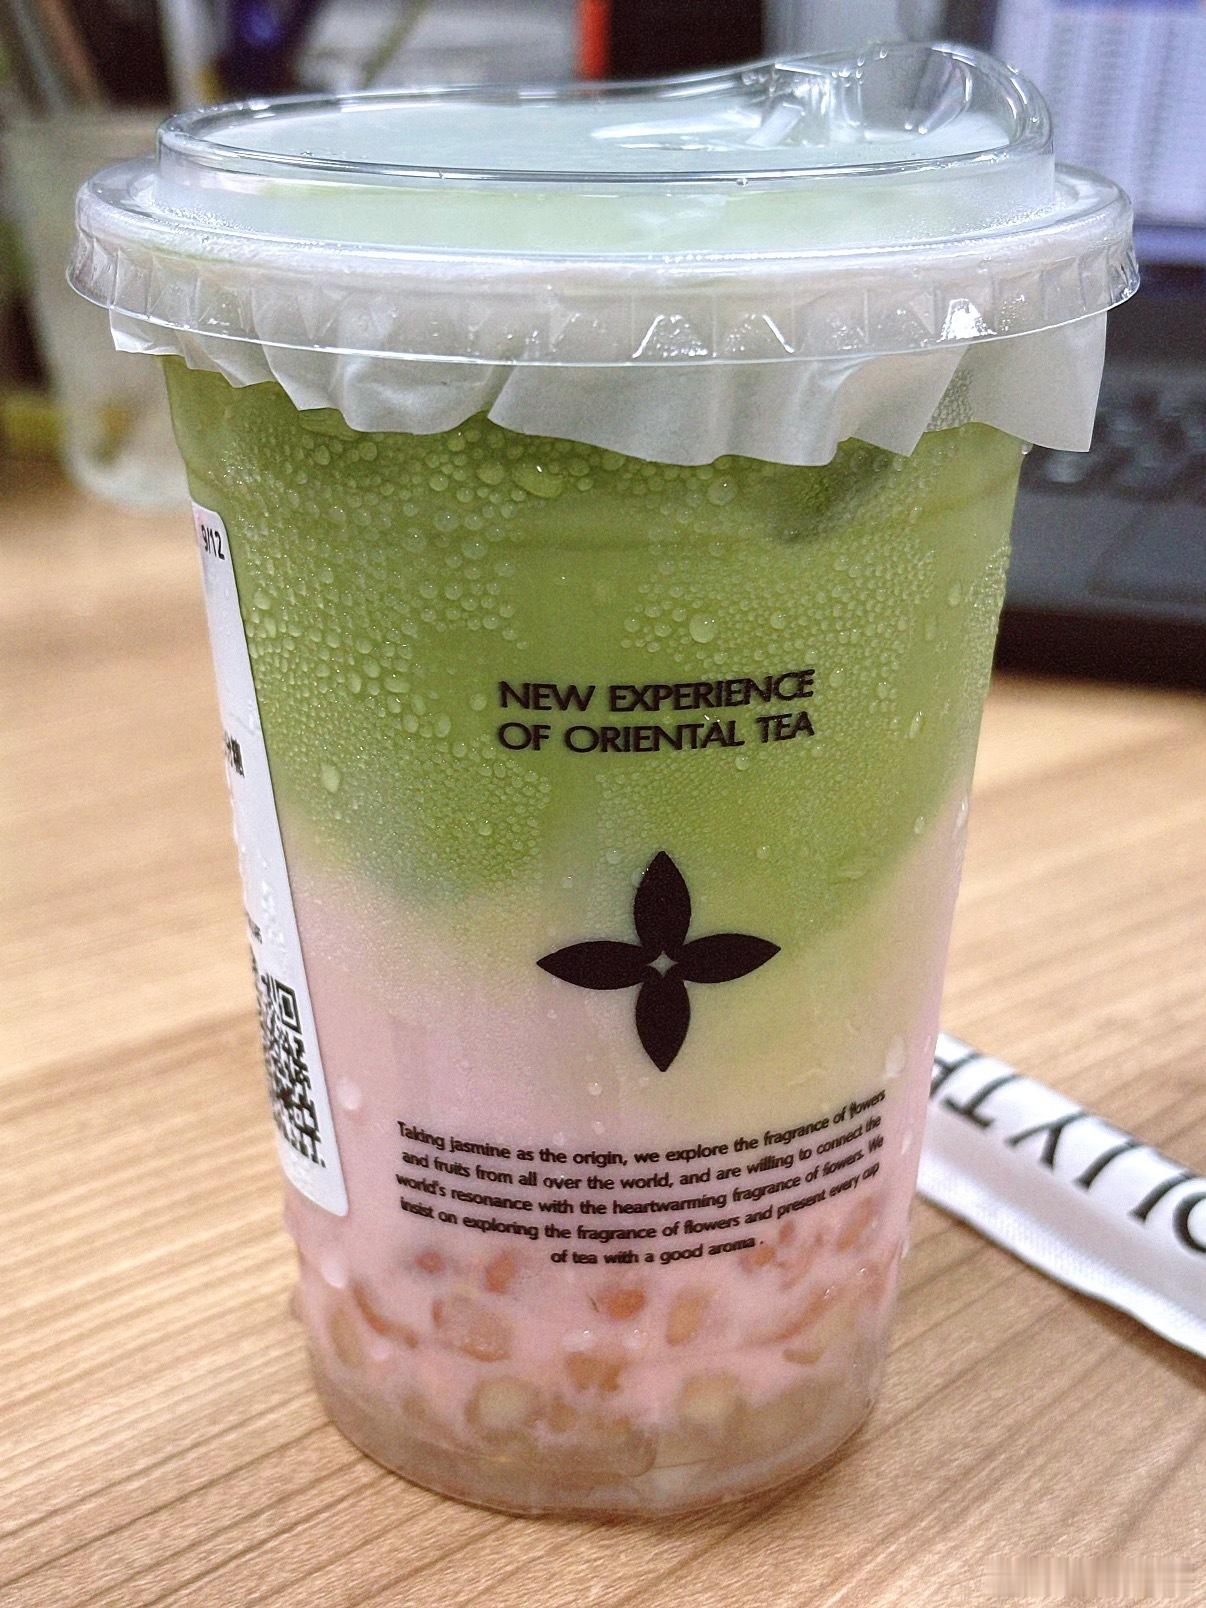 9/12
NEW EXPERIENCE
OF ORIENTAL TEA
Taking jasmine as the origin, we explore the fragrance of flowers
and fruits from all over the world, and are willing to connect the
world's resonance with the heartwarming fragrance of flowers. We
insist on exploring the fragrance of flowers and present every cup
of tea with a good aroma .